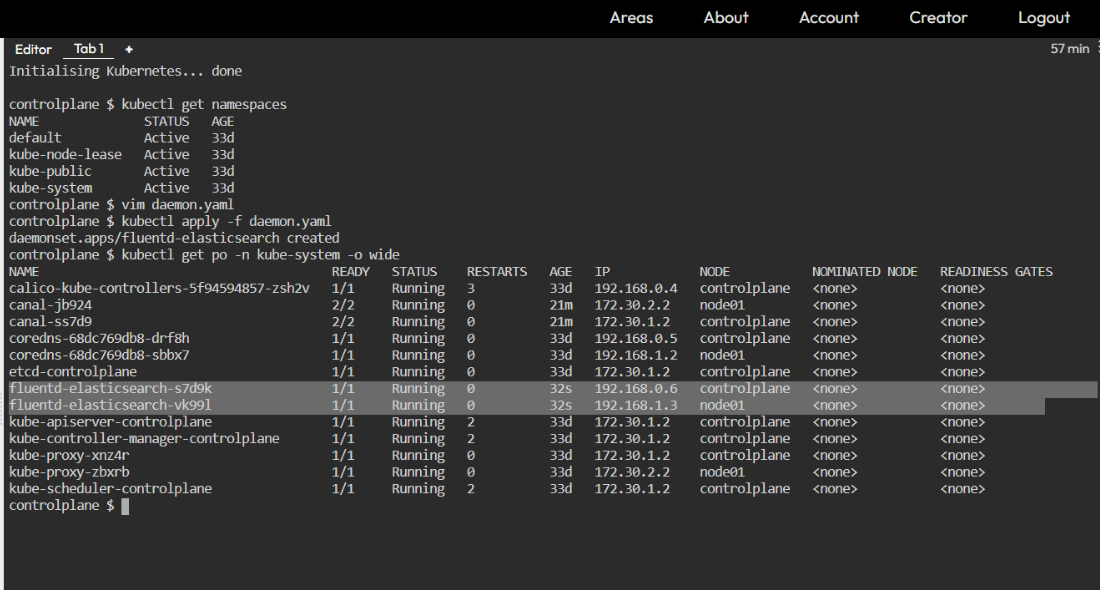 Areas About Account Creator Logout
Editor Tab 1 + 57 min
Initialising Kubernetes... done
controlplane $ kubectl get namespaces
NAME STATUS AGE
default Active 33d
kube-node-lease Active 33d
kube-public Active 33d
kube-system Active 33d
controlplane $ vim daemon.yaml
controlplane $ kubectl apply -f daemon.yaml
daemonset.apps/fluentd-elasticsearch created
controlplane $ kubectl get po -n kube-system -o wide
NAME READY STATUS RESTARTS AGE IP NODE NOMINATED NODE READINESS GATES
calico-kube-controllers-5f94594857-zsh2v 1/1 Running 3 33d 192.168.0.4 controlplane <none> <none>
canal-jb924 2/2 Running 0 21m 172.30.2.2 node01 <none> <none>
canal-ss7d9 2/2 Running 0 21m 172.30.1.2 controlplane <none> <none>
coredns-68dc769db8-drf8h 1/1 Running 0 33d 192.168.0.5 controlplane <none> <none>
coredns-68dc769db8-sbbx7 1/1 Running 0 33d 192.168.1.2 node01 <none> <none>
etcd-controlplane 1/1 Running 0 33d 172.30.1.2 controlplane <none> <none>
fluentd-elasticsearch-s7d9k 1/1 Running 0 32s 192.168.0.6 controlplane <none> <none>
fluentd-elasticsearch-vk99l 1/1 Running 0 32s 192.168.1.3 node01 <none> <none>
kube-apiserver-controlplane 1/1 Running 2 33d 172.30.1.2 controlplane <none> <none>
kube-controller-manager-controlplane 1/1 Running 2 33d 172.30.1.2 controlplane <none> <none>
kube-proxy-xnz4r 1/1 Running 0 33d 172.30.1.2 controlplane <none> <none>
kube-proxy-zbxrb 1/1 Running 0 33d 172.30.2.2 node01 <none> <none>
kube-scheduler-controlplane 1/1 Running 2 33d 172.30.1.2 controlplane <none> <none>
controlplane $